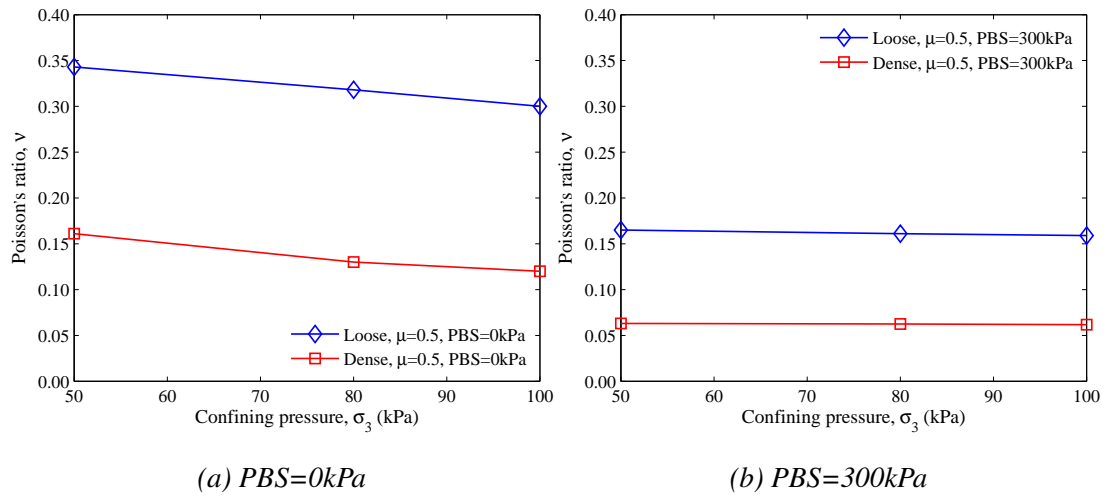 0.40
0.35
0.30
0.25
0.20
0.15
0.10
0.05
0.00
Poisson's ratio, ν
Loose, μ=0.5, PBS=0kPa
Dense, μ=0.5, PBS=0kPa
50 60 70 80 90 100
Confining pressure, σ3 (kPa)
(a) PBS=0kPa
0.40
0.35
0.30
0.25
0.20
0.15
0.10
0.05
0.00
Poisson's ratio, ν
Loose, μ=0.5, PBS=300kPa
Dense, μ=0.5, PBS=300kPa
50 60 70 80 90 100
Confining pressure, σ3 (kPa)
(b) PBS=300kPa